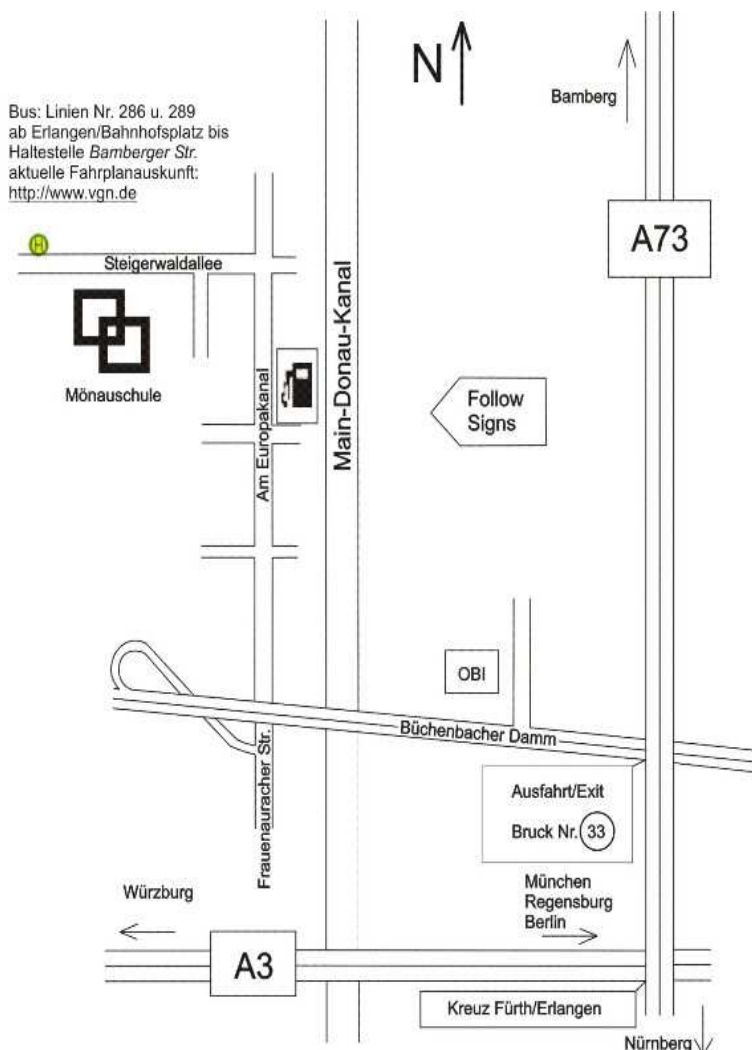 N
Bamberg
Bus: Linien Nr. 286 u. 289
ab Erlangen/Bahnhofsplatz bis
Haltestelle Bamberger Str.
aktuelle Fahrplanauskunft:
http://www.vgn.de
H
A73
Steigerwaldallee
Mönauschule
Am Europakanal
Main-Donau-Kanal
Follow
Signs
OBI
Büchenbacher Damm
Frauenauracher Str.
Ausfahrt/Exit
Bruck Nr. 33
Würzburg
München
Regensburg
Berlin
A3
Kreuz Fürth/Erlangen
Nürnberg